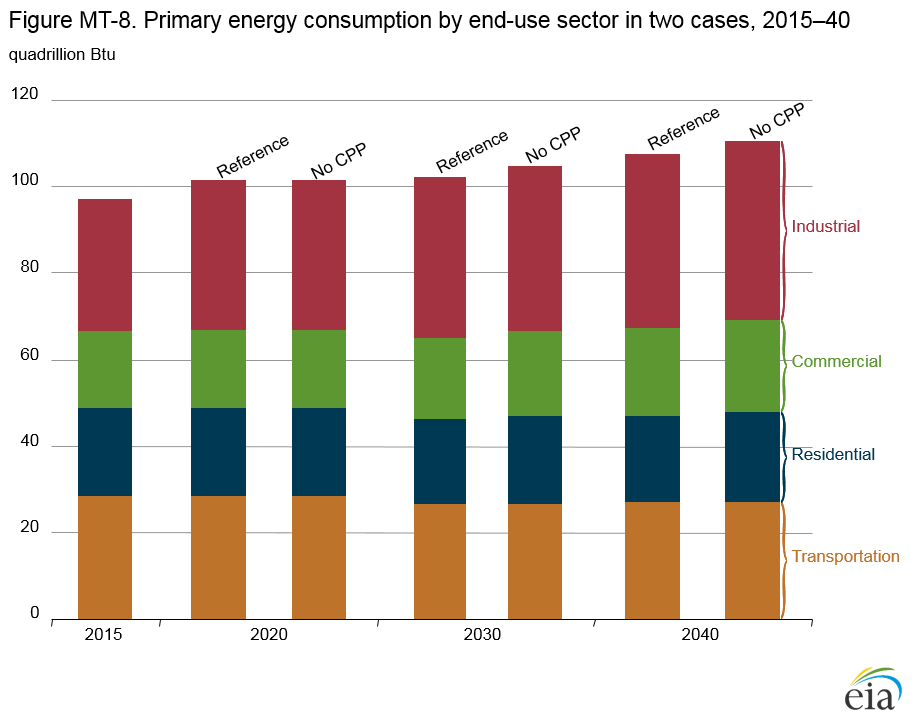 Figure MT-8. Primary energy consumption by end-use sector in two cases, 2015–40
quadrillion Btu
120
100
80
60
40
20
0
Reference
No CPP
Reference
No CPP
Reference
No CPP
Industrial
Commercial
Residential
Transportation
2015
2020
2030
2040
eia